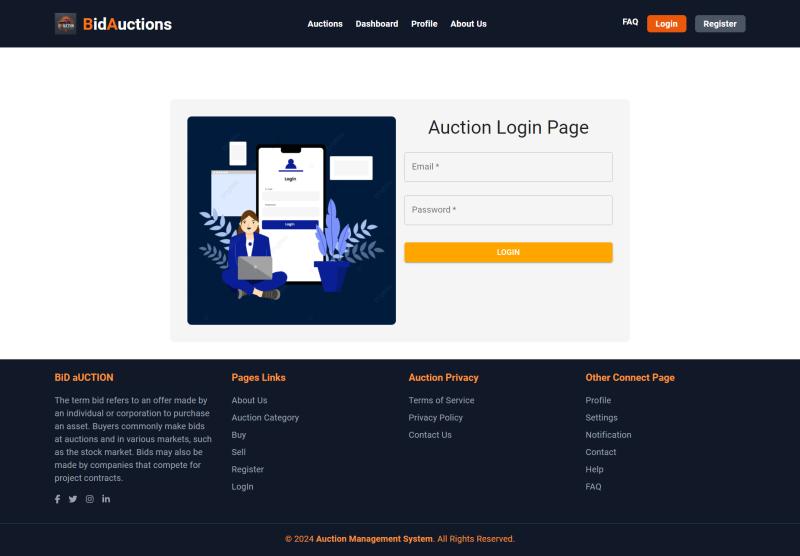 BidAuctions
Auctions Dashboard Profile About Us
FAQ Login Register
Auction Login Page
Login
Login
Email *
Password *
LOGIN
BiD aUCTION
The term bid refers to an offer made by
an individual or corporation to purchase
an asset. Buyers commonly make bids
at auctions and in various markets, such
as the stock market. Bids may also be
made by companies that compete for
project contracts.
Pages Links
About Us
Auction Category
Buy
Sell
Register
LogIn
Auction Privacy
Terms of Service
Privacy Policy
Contact Us
Other Connect Page
Profile
Settings
Notification
Contact
Help
FAQ
© 2024 Auction Management System. All Rights Reserved.